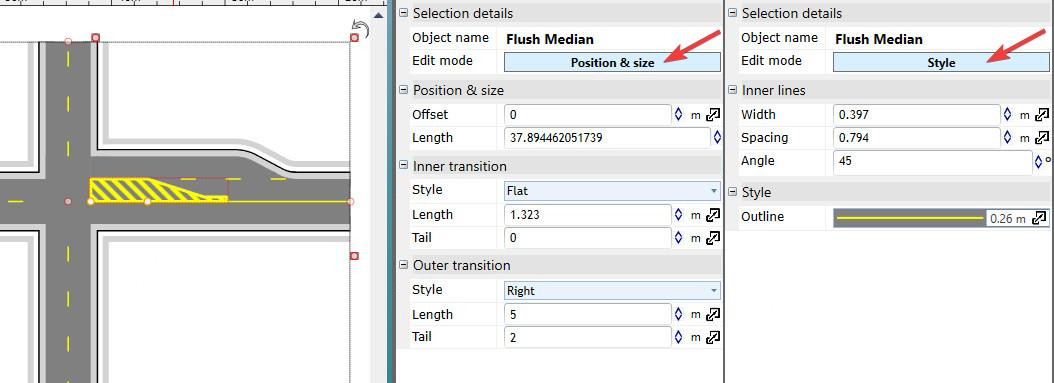 Selection details
Object name Flush Median
Edit mode Position & size
Position & size
Offset 0 m
Length 37.894462051739
Inner transition
Style Flat
Length 1.323 m
Tail 0 m
Outer transition
Style Right
Length 5 m
Tail 2 m
Selection details
Object name Flush Median
Edit mode Style
Inner lines
Width 0.397 m
Spacing 0.794 m
Angle 45 °
Style
Outline 0.26 m